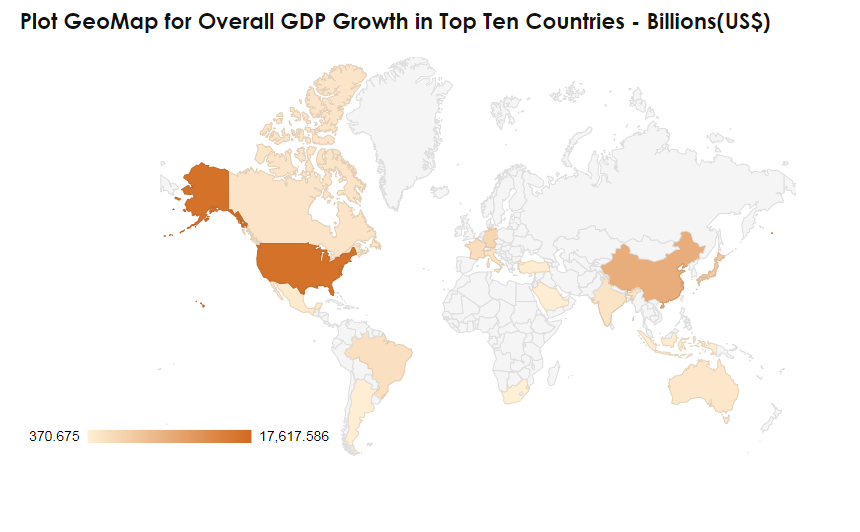 Plot GeoMap for Overall GDP Growth in Top Ten Countries - Billions(US$)
370.675 17,617.586